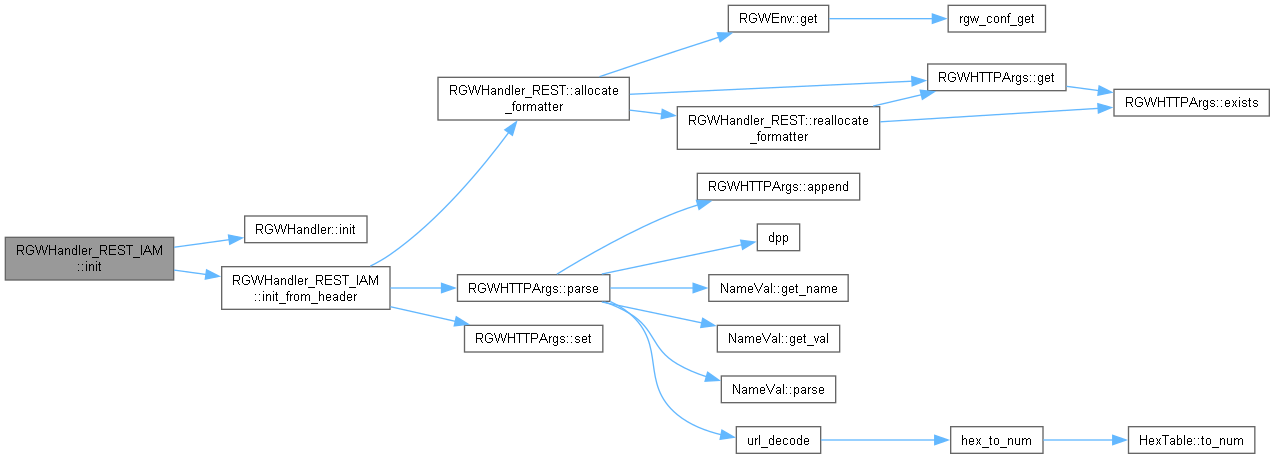 RGWEnv::get
rgw_conf_get
RGWHandler_REST::allocate
_formatter
RGWHTTPArgs::get
RGWHTTPArgs::exists
RGWHandler_REST::reallocate
_formatter
RGWHTTPArgs::append
RGWHandler::init
dpp
RGWHandler_REST_IAM
::init
RGWHandler_REST_IAM
::init_from_header
RGWHTTPArgs::parse
NameVal::get_name
RGWHTTPArgs::set
NameVal::get_val
NameVal::parse
url_decode
hex_to_num
HexTable::to_num